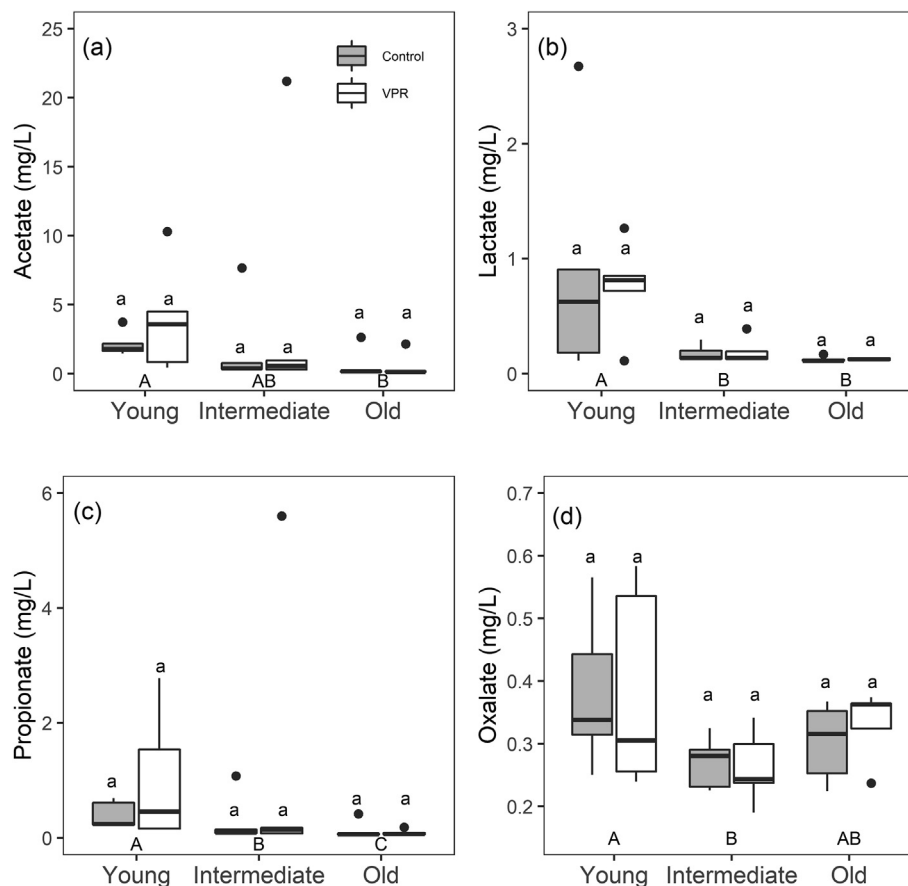 (a)
Control
VPR
Acetate (mg/L)
25
20
15
10
5
0
a a a a a a
A AB B
Young Intermediate Old
(b)
Lactate (mg/L)
3
2
1
0
a a a a a a
A B B
Young Intermediate Old
(c)
Propionate (mg/L)
6
4
2
0
a a a a a a
A B C
Young Intermediate Old
(d)
Oxalate (mg/L)
0.7
0.6
0.5
0.4
0.3
0.2
a a a a a a
A B AB
Young Intermediate Old